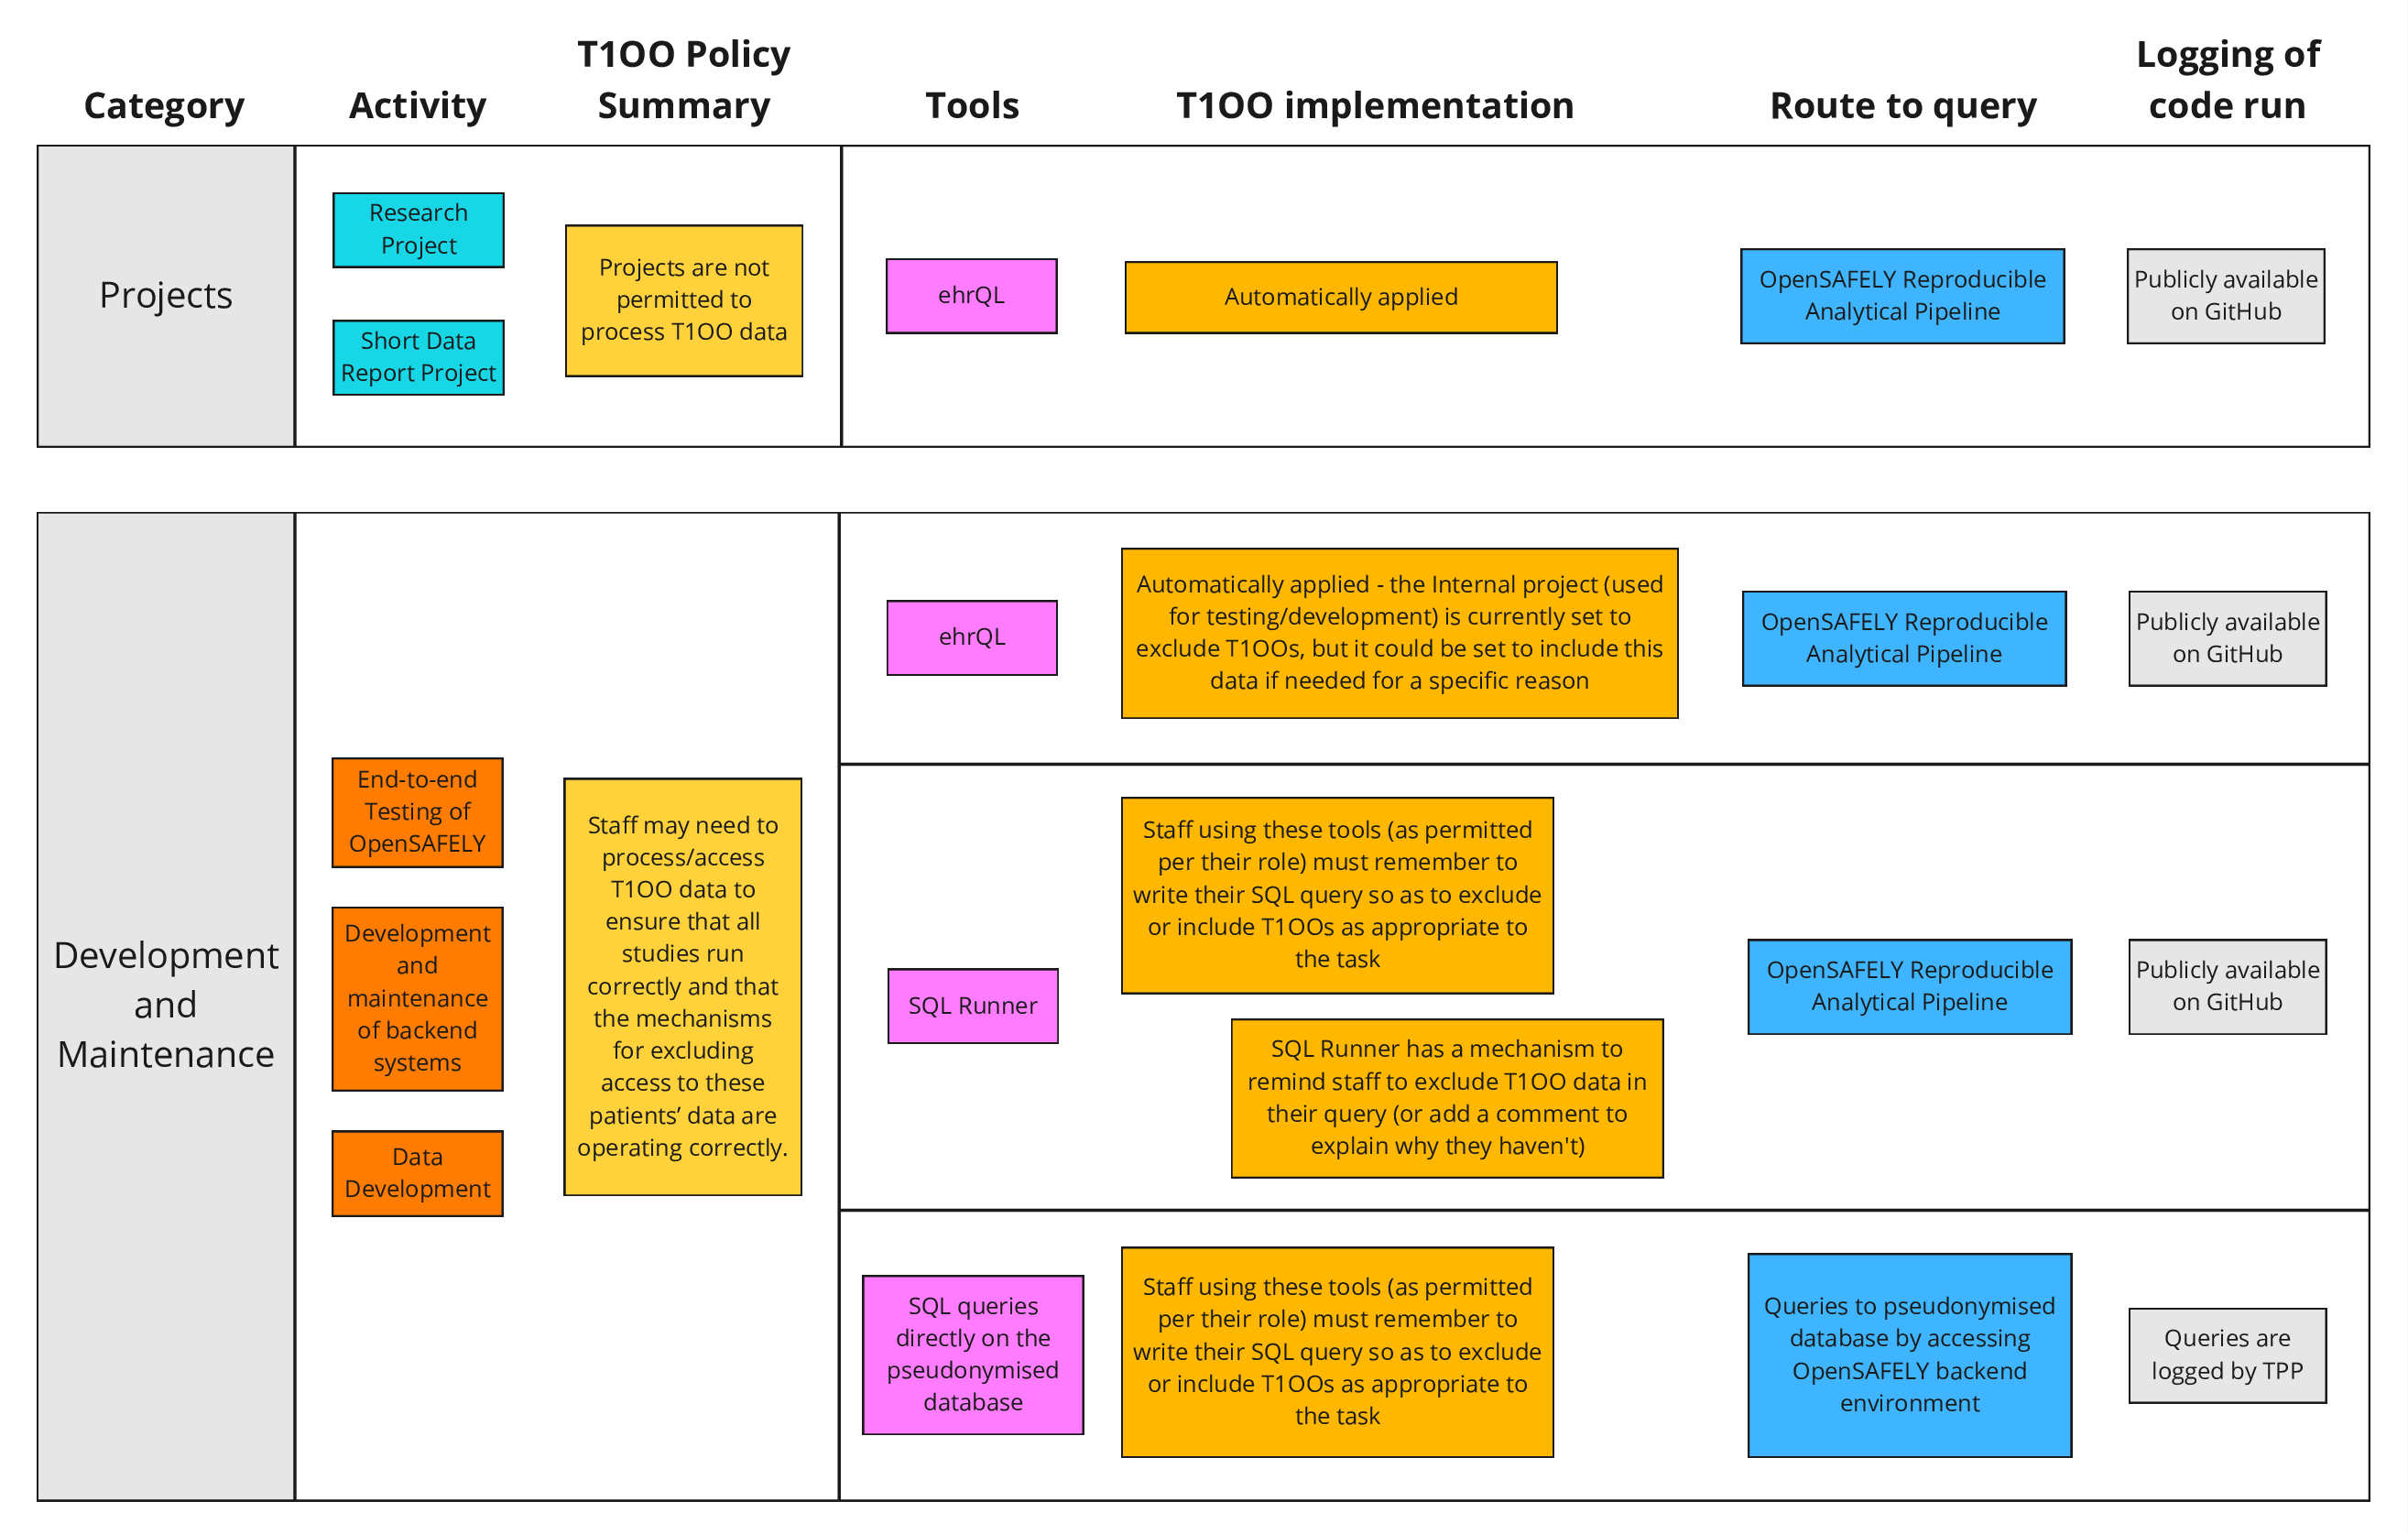 Category
Activity
T1OO Policy
Summary
Tools
T1OO implementation
Route to query
Logging of
code run
Projects
Research
Project
Short Data
Report Project
Projects are not
permitted to
process T1OO data
ehrQL
Automatically applied
OpenSAFELY Reproducible
Analytical Pipeline
Publicly available
on GitHub
Development
and
Maintenance
End-to-end
Testing of
OpenSAFELY
Development
and
maintenance
of backend
systems
Data
Development
Staff may need to
process/access
T1OO data to
ensure that all
studies run
correctly and that
the mechanisms
for excluding
access to these
patients’ data are
operating correctly.
ehrQL
Automatically applied - the Internal project (used
for testing/development) is currently set to
exclude T1OOs, but it could be set to include this
data if needed for a specific reason
OpenSAFELY Reproducible
Analytical Pipeline
Publicly available
on GitHub
SQL Runner
Staff using these tools (as permitted
per their role) must remember to
write their SQL query so as to exclude
or include T1OOs as appropriate to
the task
SQL Runner has a mechanism to
remind staff to exclude T1OO data in
their query (or add a comment to
explain why they haven't)
OpenSAFELY Reproducible
Analytical Pipeline
Publicly available
on GitHub
SQL queries
directly on the
pseudonymised
database
Staff using these tools (as permitted
per their role) must remember to
write their SQL query so as to exclude
or include T1OOs as appropriate to
the task
Queries to pseudonymised
database by accessing
OpenSAFELY backend
environment
Queries are
logged by TPP